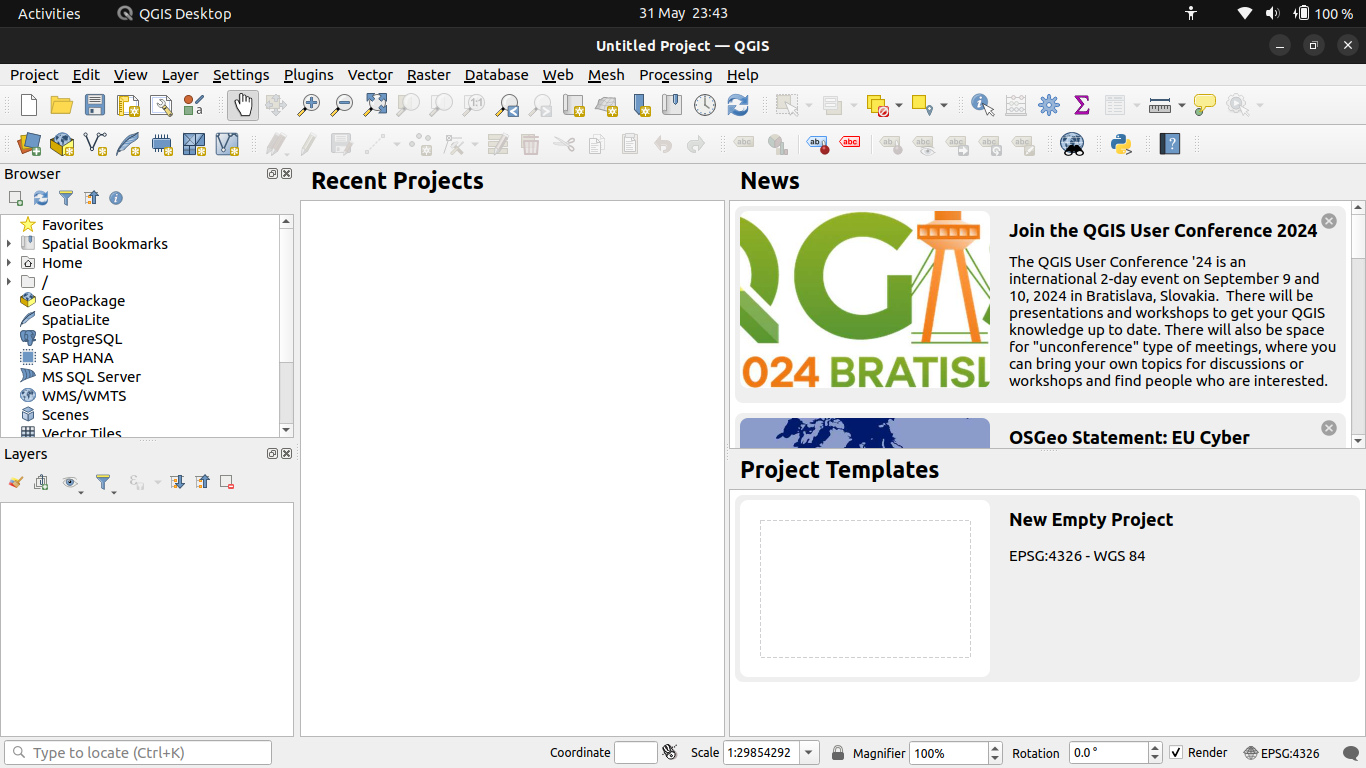 Activities QGIS Desktop 31 May 23:43 100 %
Untitled Project — QGIS
Project Edit View Layer Settings Plugins Vector Raster Database Web Mesh Processing Help
Browser
Favorites
Spatial Bookmarks
Home
/
GeoPackage
SpatiaLite
PostgreSQL
SAP HANA
MS SQL Server
WMS/WMTS
Scenes
Vector Tiles
Layers
Recent Projects
News
QGI
024 BRATISL
Join the QGIS User Conference 2024
The QGIS User Conference '24 is an
international 2-day event on September 9 and
10, 2024 in Bratislava, Slovakia. There will be
presentations and workshops to get your QGIS
knowledge up to date. There will also be space
for "unconference" type of meetings, where you
can bring your own topics for discussions or
workshops and find people who are interested.
OSGeo Statement: EU Cyber
Project Templates
New Empty Project
EPSG:4326 - WGS 84
Type to locate (Ctrl+K) Coordinate Scale 1:29854292 Magnifier 100% Rotation 0.0 ° Render EPSG:4326